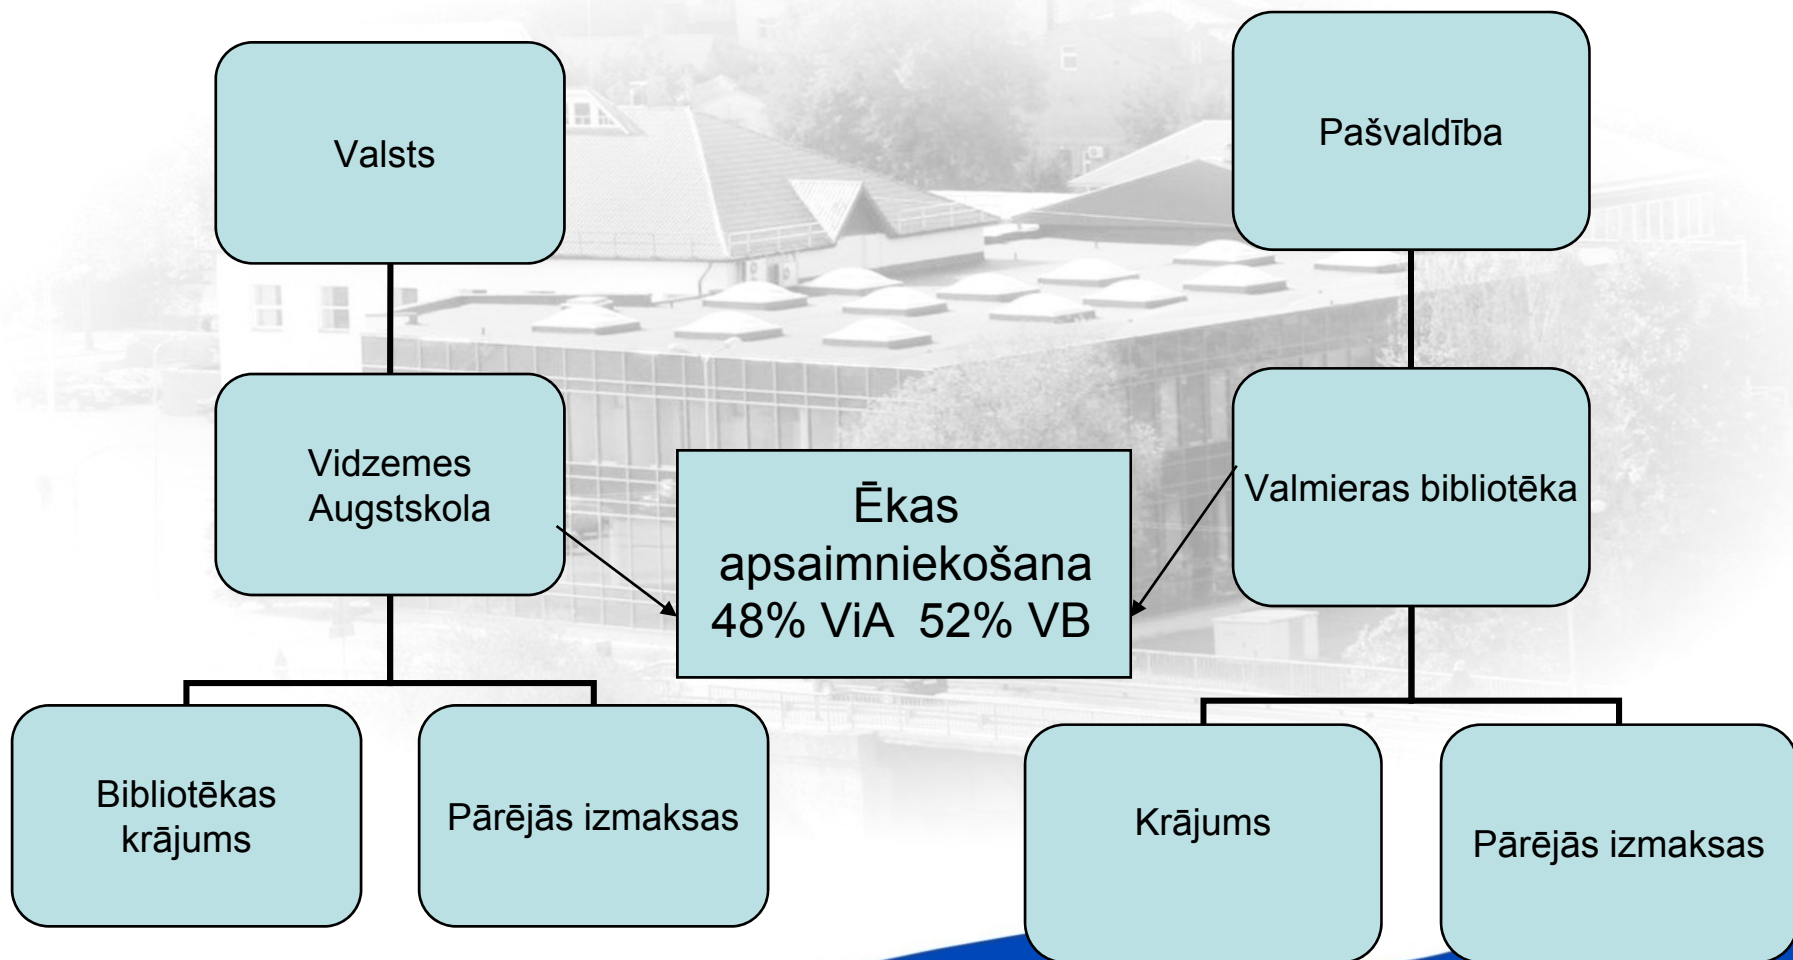 Valsts
Pašvaldība
Vidzemes
Augstskola
Ēkas
apsaimniekošana
48% ViA  52% VB
Valmieras bibliotēka
Bibliotēkas
krājums
Pārējās izmaksas
Krājums
Pārējās izmaksas